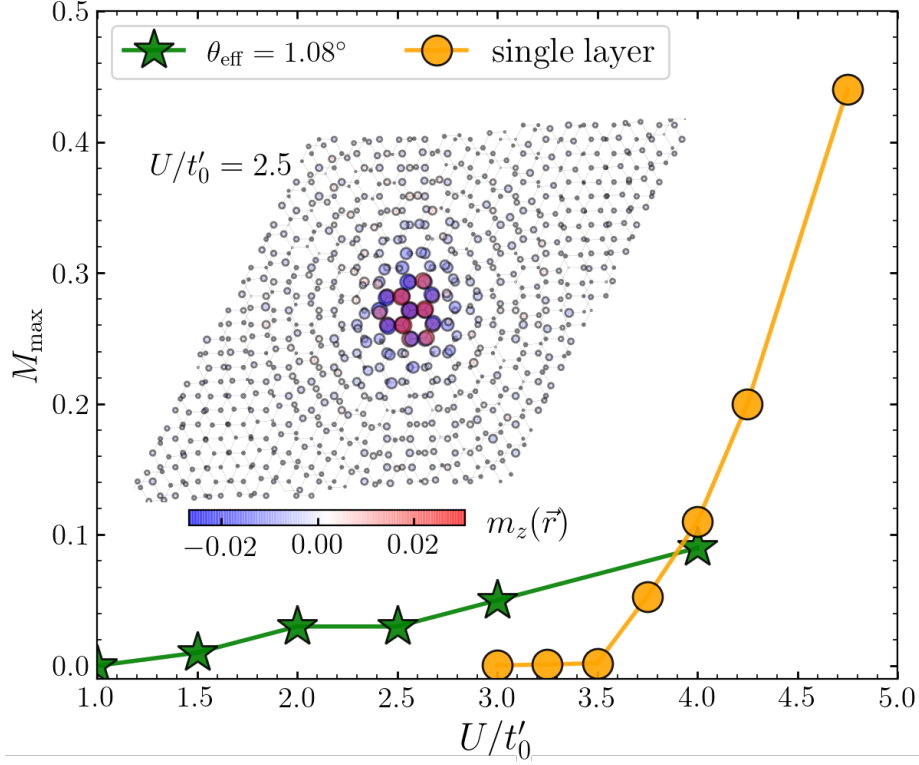 θ_eff = 1.08° single layer
U/t′₀ = 2.5
M_max
0.5
0.4
0.3
0.2
0.1
0.0
−0.02 0.00 0.02
m_z(r⃗)
1.0 1.5 2.0 2.5 3.0 3.5 4.0 4.5 5.0
U/t′₀